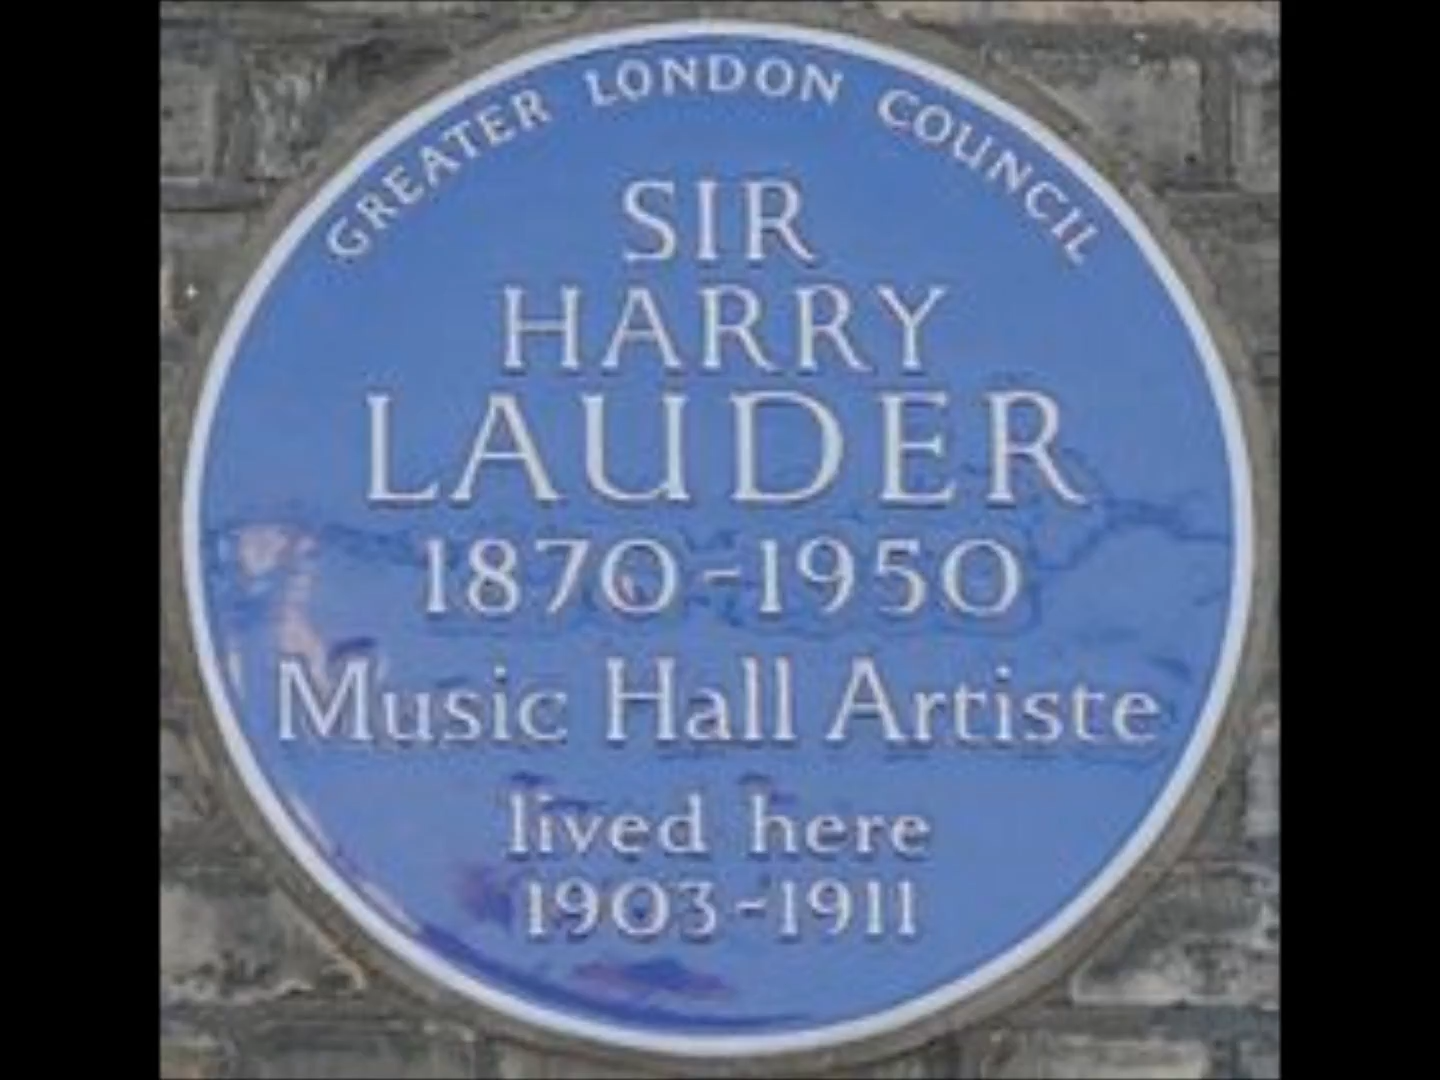 GREATER LONDON COUNCIL
SIR
HARRY
LAUDER
1870-1950
Music Hall Artiste
lived here
1903-1911